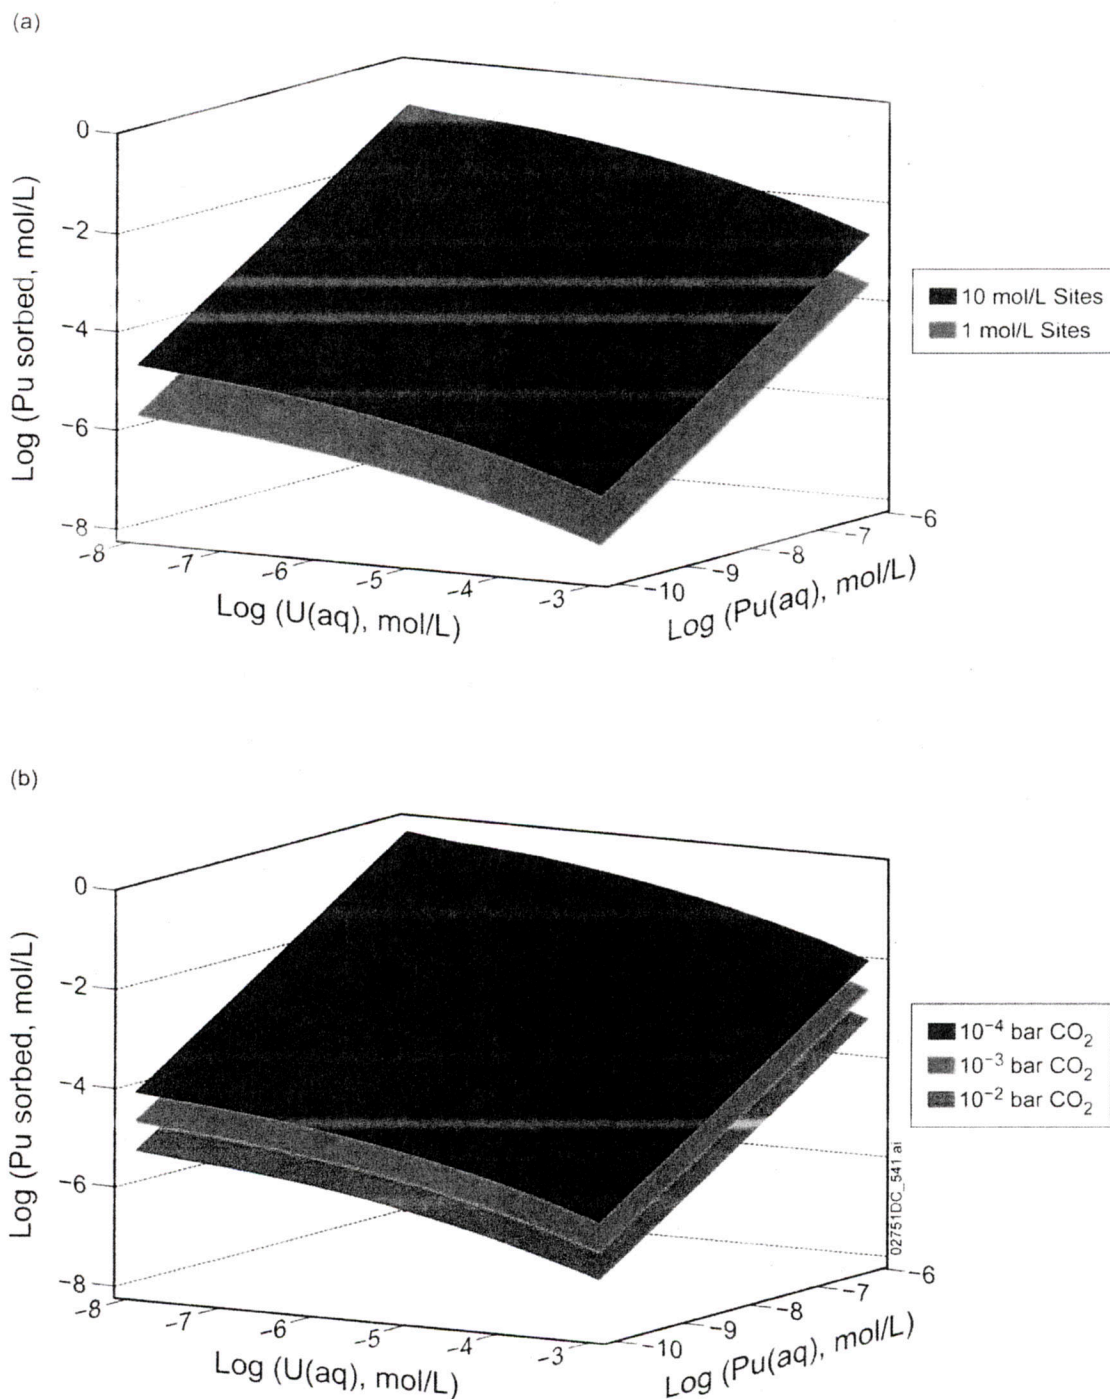 (a)
0
−2
−4
−6
−8
Log (Pu sorbed, mol/L)
−8
−7
−6
−5
−4
−3
Log (U(aq), mol/L)
−10
−9
−8
−7
−6
Log (Pu(aq), mol/L)
10 mol/L Sites
1 mol/L Sites
(b)
0
−2
−4
−6
−8
Log (Pu sorbed, mol/L)
−8
−7
−6
−5
−4
−3
Log (U(aq), mol/L)
−10
−9
−8
−7
−6
Log (Pu(aq), mol/L)
10⁻⁴ bar CO₂
10⁻³ bar CO₂
10⁻² bar CO₂
02751DC_541 ai